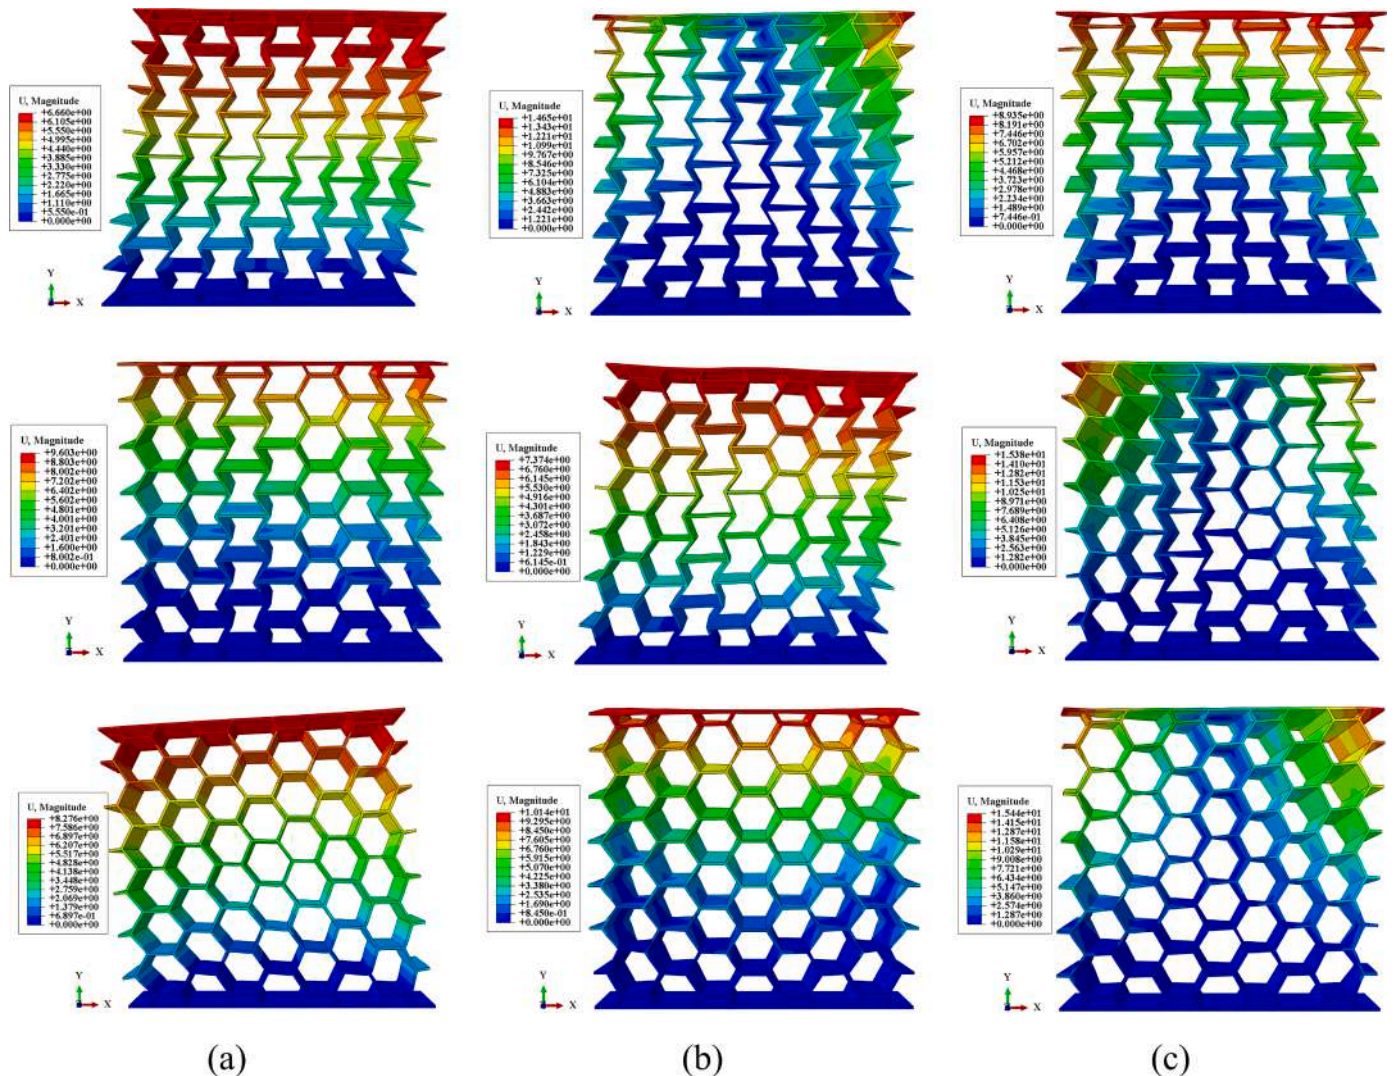 U, Magnitude
+6.660e+00
+6.105e+00
+5.550e+00
+4.995e+00
+4.440e+00
+3.885e+00
+3.330e+00
+2.775e+00
+2.220e+00
+1.665e+00
+1.110e+00
+5.550e-01
+0.000e+00
Y
X
U, Magnitude
+1.465e+01
+1.343e+01
+1.221e+01
+1.099e+01
+9.767e+00
+8.546e+00
+7.325e+00
+6.104e+00
+4.883e+00
+3.663e+00
+2.442e+00
+1.221e+00
+0.000e+00
Y
X
U, Magnitude
+8.935e+00
+8.191e+00
+7.446e+00
+6.702e+00
+5.957e+00
+5.212e+00
+4.468e+00
+3.723e+00
+2.978e+00
+2.234e+00
+1.489e+00
+7.446e-01
+0.000e+00
Y
X
U, Magnitude
+9.603e+00
+8.803e+00
+8.002e+00
+7.202e+00
+6.402e+00
+5.602e+00
+4.801e+00
+4.001e+00
+3.201e+00
+2.401e+00
+1.600e+00
+8.002e-01
+0.000e+00
Y
X
U, Magnitude
+7.374e+00
+6.760e+00
+6.145e+00
+5.530e+00
+4.916e+00
+4.301e+00
+3.687e+00
+3.072e+00
+2.458e+00
+1.843e+00
+1.229e+00
+6.145e-01
+0.000e+00
Y
X
U, Magnitude
+1.538e+01
+1.410e+01
+1.282e+01
+1.153e+01
+1.025e+01
+8.971e+00
+7.689e+00
+6.408e+00
+5.126e+00
+3.845e+00
+2.563e+00
+1.282e+00
+0.000e+00
Y
X
U, Magnitude
+8.276e+00
+7.586e+00
+6.897e+00
+6.207e+00
+5.517e+00
+4.828e+00
+4.138e+00
+3.448e+00
+2.759e+00
+2.069e+00
+1.379e+00
+6.897e-01
+0.000e+00
Y
X
U, Magnitude
+1.014e+01
+9.295e+00
+8.450e+00
+7.605e+00
+6.760e+00
+5.915e+00
+5.070e+00
+4.225e+00
+3.380e+00
+2.535e+00
+1.690e+00
+8.450e-01
+0.000e+00
Y
X
U, Magnitude
+1.544e+01
+1.415e+01
+1.287e+01
+1.158e+01
+1.029e+01
+9.008e+00
+7.721e+00
+6.434e+00
+5.147e+00
+3.860e+00
+2.574e+00
+1.287e+00
+0.000e+00
Y
X
(a)
(b)
(c)